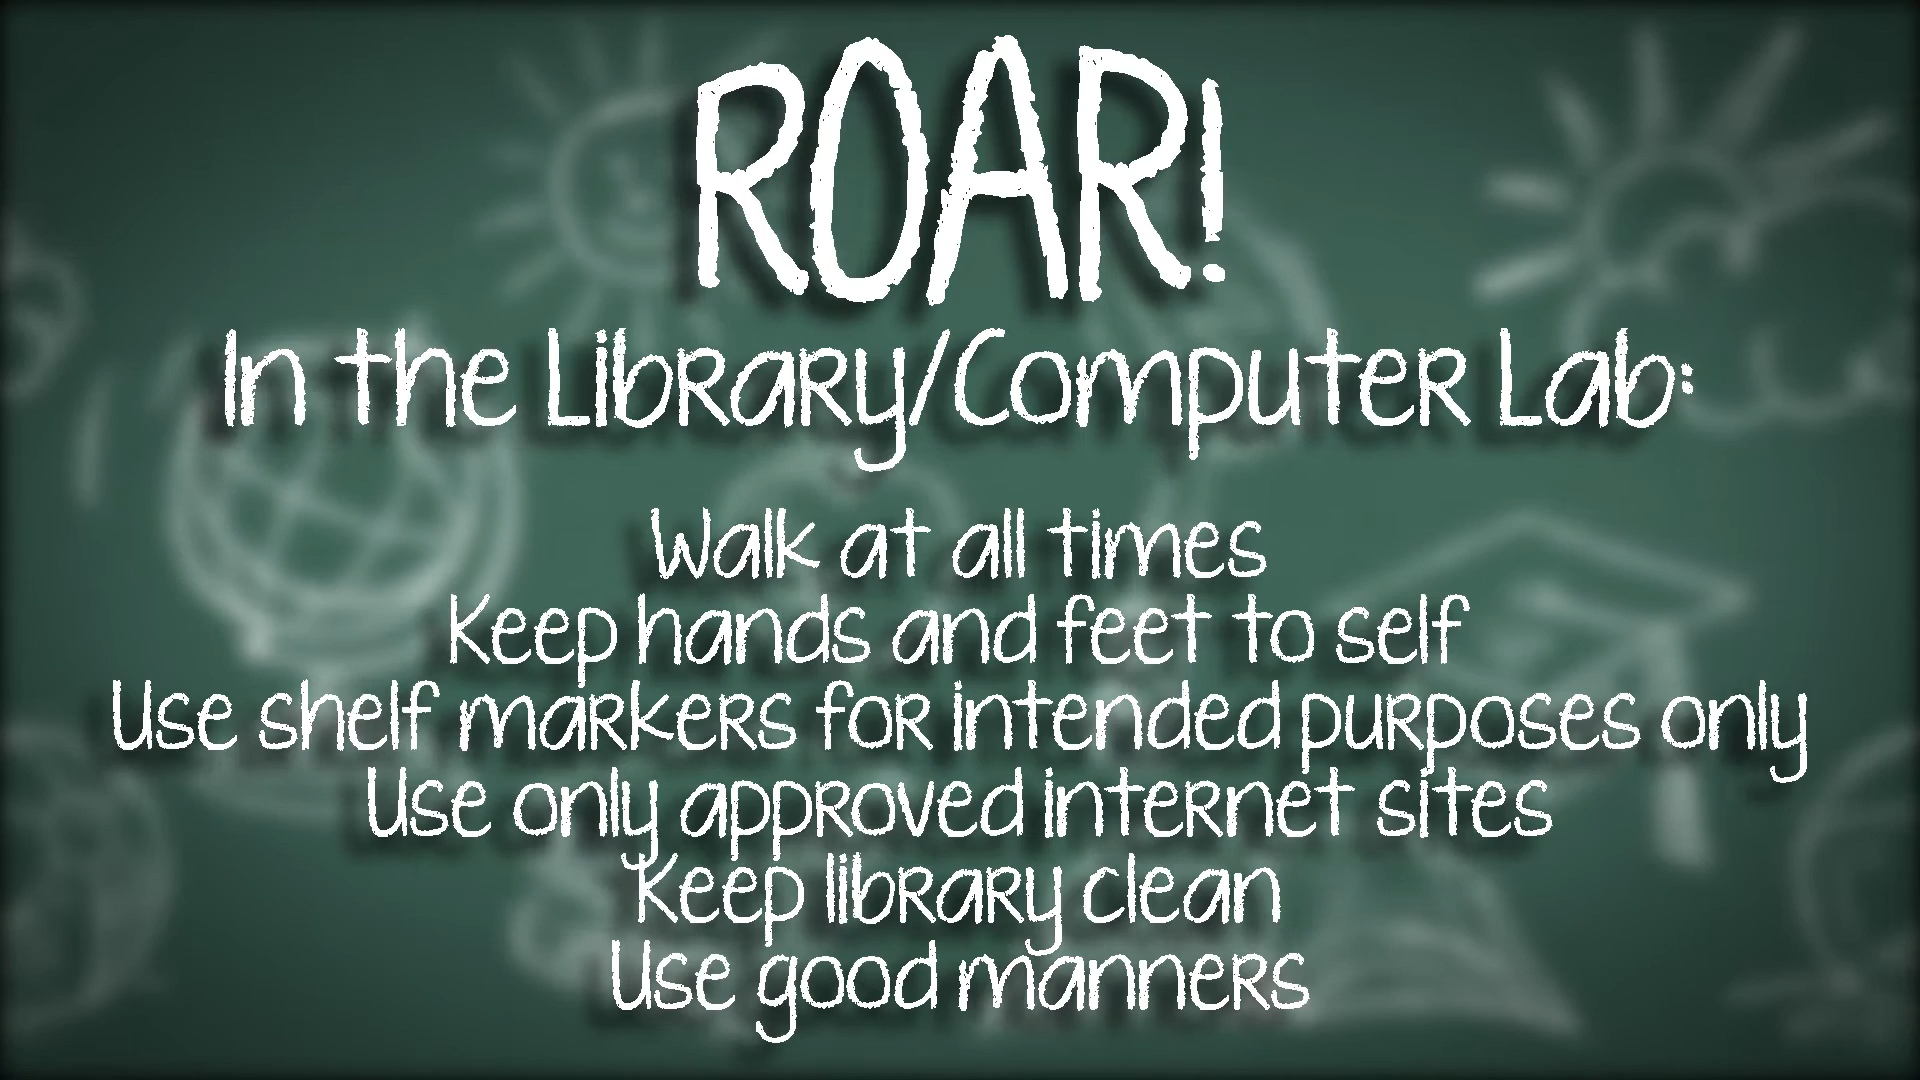 ROAR!
In the Library/Computer Lab:
Walk at all times
Keep hands and feet to self
Use shelf markers for intended purposes only
Use only approved internet sites
Keep library clean
Use good manners